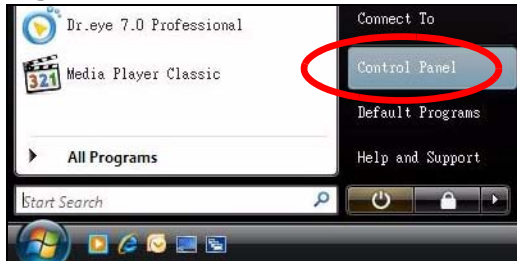 Dr.eye 7.0 Professional
321
Media Player Classic
All Programs
Start Search
Connect To
Control Panel
Default Programs
Help and Support